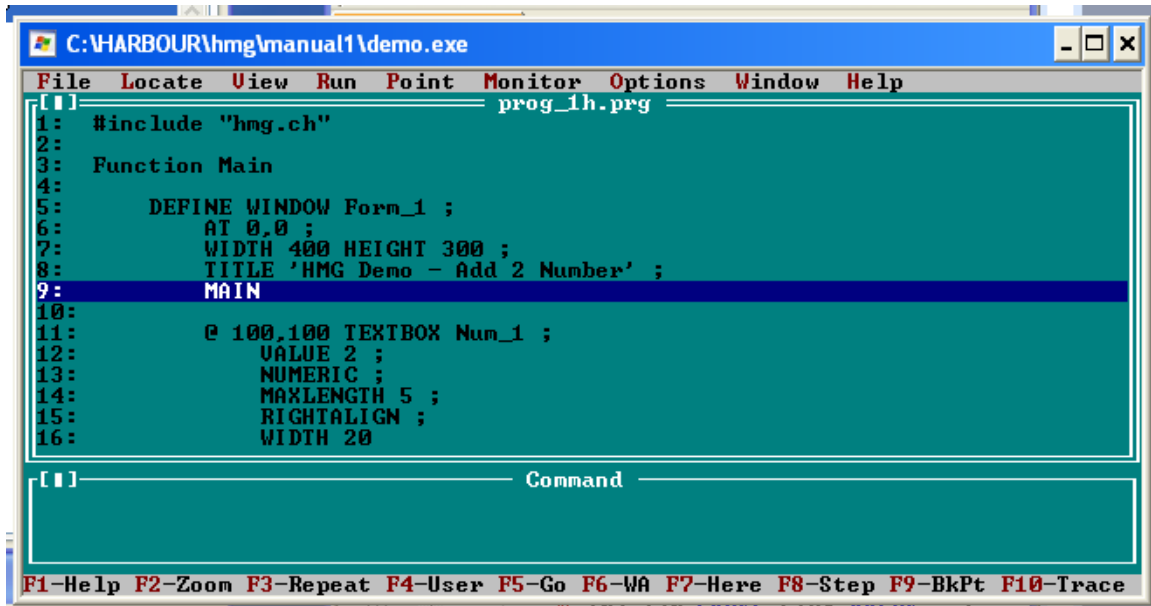 C:\HARBOUR\hmg\manual1\demo.exe
File Locate View Run Point Monitor Options Window Help
prog_1h.prg
1: #include "hmg.ch"
2:
3: Function Main
4:
5: DEFINE WINDOW Form_1 ;
6: AT 0,0 ;
7: WIDTH 400 HEIGHT 300 ;
8: TITLE 'HMG Demo - Add 2 Number' ;
9: MAIN
10:
11: @ 100,100 TEXTBOX Num_1 ;
12: VALUE 2 ;
13: NUMERIC ;
14: MAXLENGTH 5 ;
15: RIGHTALIGN ;
16: WIDTH 20
Command
F1-Help F2-Zoom F3-Repeat F4-User F5-Go F6-WA F7-Here F8-Step F9-BkPt F10-Trace